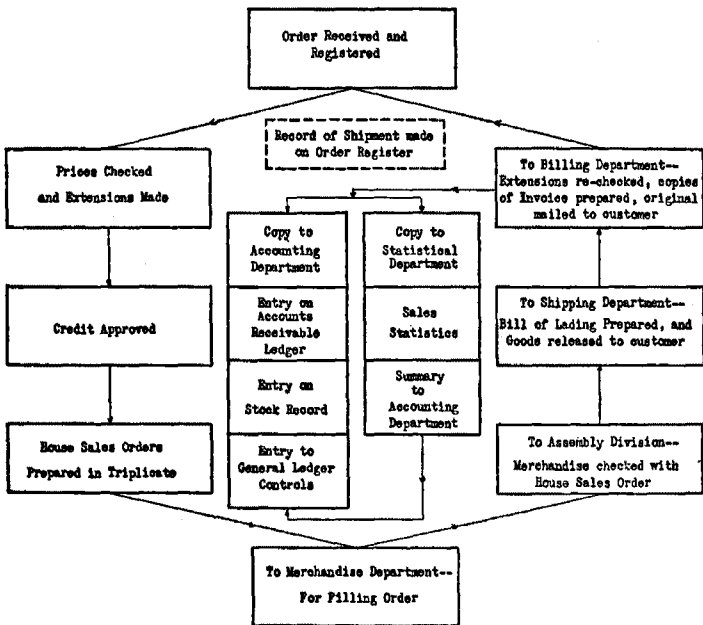 Order Received and
Registered
Record of Shipment made
on Order Register
Prices Checked
and Extensions Made
To Billing Department--
Extensions re-checked, copies
of Invoice prepared, original
mailed to customer
Copy to
Accounting
Department
Copy to
Statistical
Department
Credit Approved
Entry on
Accounts
Receivable
Ledger
Sales
Statistics
To Shipping Department--
Bill of Lading Prepared, and
Goods released to customer
Entry on
Stock Record
Summary
to
Accounting
Department
House Sales Orders
Prepared in Triplicate
Entry to
General Ledger
Controls
To Assembly Division--
Merchandise checked with
House Sales Order
To Merchandise Department--
For Filling Order